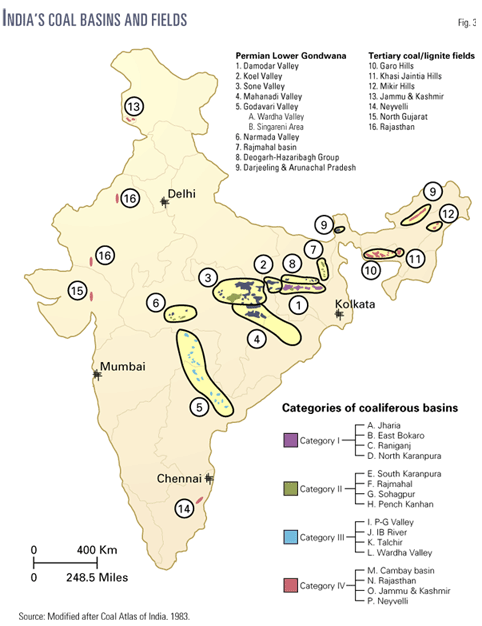 INDIA'S COAL BASINS AND FIELDS
Fig. 3
Permian Lower Gondwana
1. Damodar Valley
2. Koel Valley
3. Sone Valley
4. Mahanadi Valley
5. Godavari Valley
A. Wardha Valley
B. Singareni Area
6. Narmada Valley
7. Rajmahal basin
8. Deogarh-Hazaribagh Group
9. Darjeeling & Arunachal Pradesh
Tertiary coal/lignite fields
10. Garo Hills
11. Khasi Jaintia Hills
12. Mikir Hills
13. Jammu & Kashmir
14. Neyvelli
15. North Gujarat
16. Rajasthan
13
16
Delhi
9
12
9
7
16
2
8
10
11
3
15
6
1
Kolkata
4
Mumbai
5
Chennai
14
0 400 Km
0 248.5 Miles
Categories of coaliferous basins
Category I
A. Jharia
B. East Bokaro
C. Raniganj
D. North Karanpura
Category II
E. South Karanpura
F. Rajmahal
G. Sohagpur
H. Pench Kanhan
Category III
I. P-G Valley
J. IB River
K. Talchir
L. Wardha Valley
Category IV
M. Cambay basin
N. Rajasthan
O. Jammu & Kashmir
P. Neyvelli
Source: Modified after Coal Atlas of India, 1983.